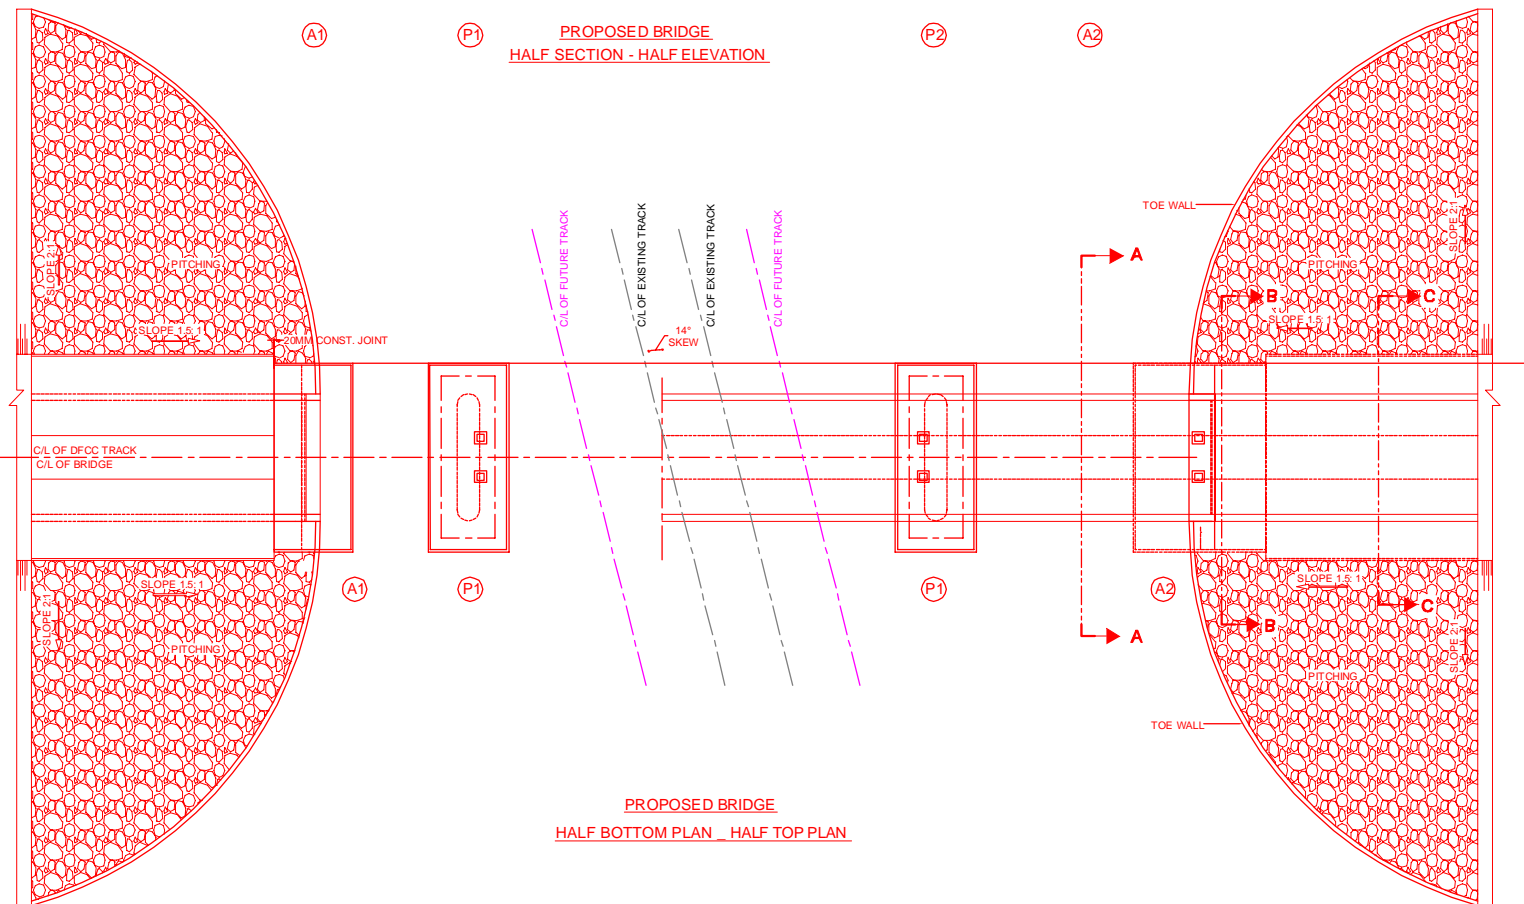 A1
P1
PROPOSED BRIDGE
HALF SECTION - HALF ELEVATION
P2
A2
C/L OF FUTURE TRACK
C/L OF EXISTING TRACK
C/L OF EXISTING TRACK
C/L OF FUTURE TRACK
TOE WALL
SLOPE 2:1
SLOPE 2:1
PITCHING
PITCHING
A
B
C
SLOPE 1.5: 1
SLOPE 1.5: 1
20MM CONST. JOINT
14°
SKEW
C/L OF DFCC TRACK
C/L OF BRIDGE
SLOPE 1.5: 1
SLOPE 1.5: 1
A1
P1
P1
A2
C
B
A
SLOPE 2:1
SLOPE 2:1
PITCHING
PITCHING
TOE WALL
PROPOSED BRIDGE
HALF BOTTOM PLAN _ HALF TOP PLAN